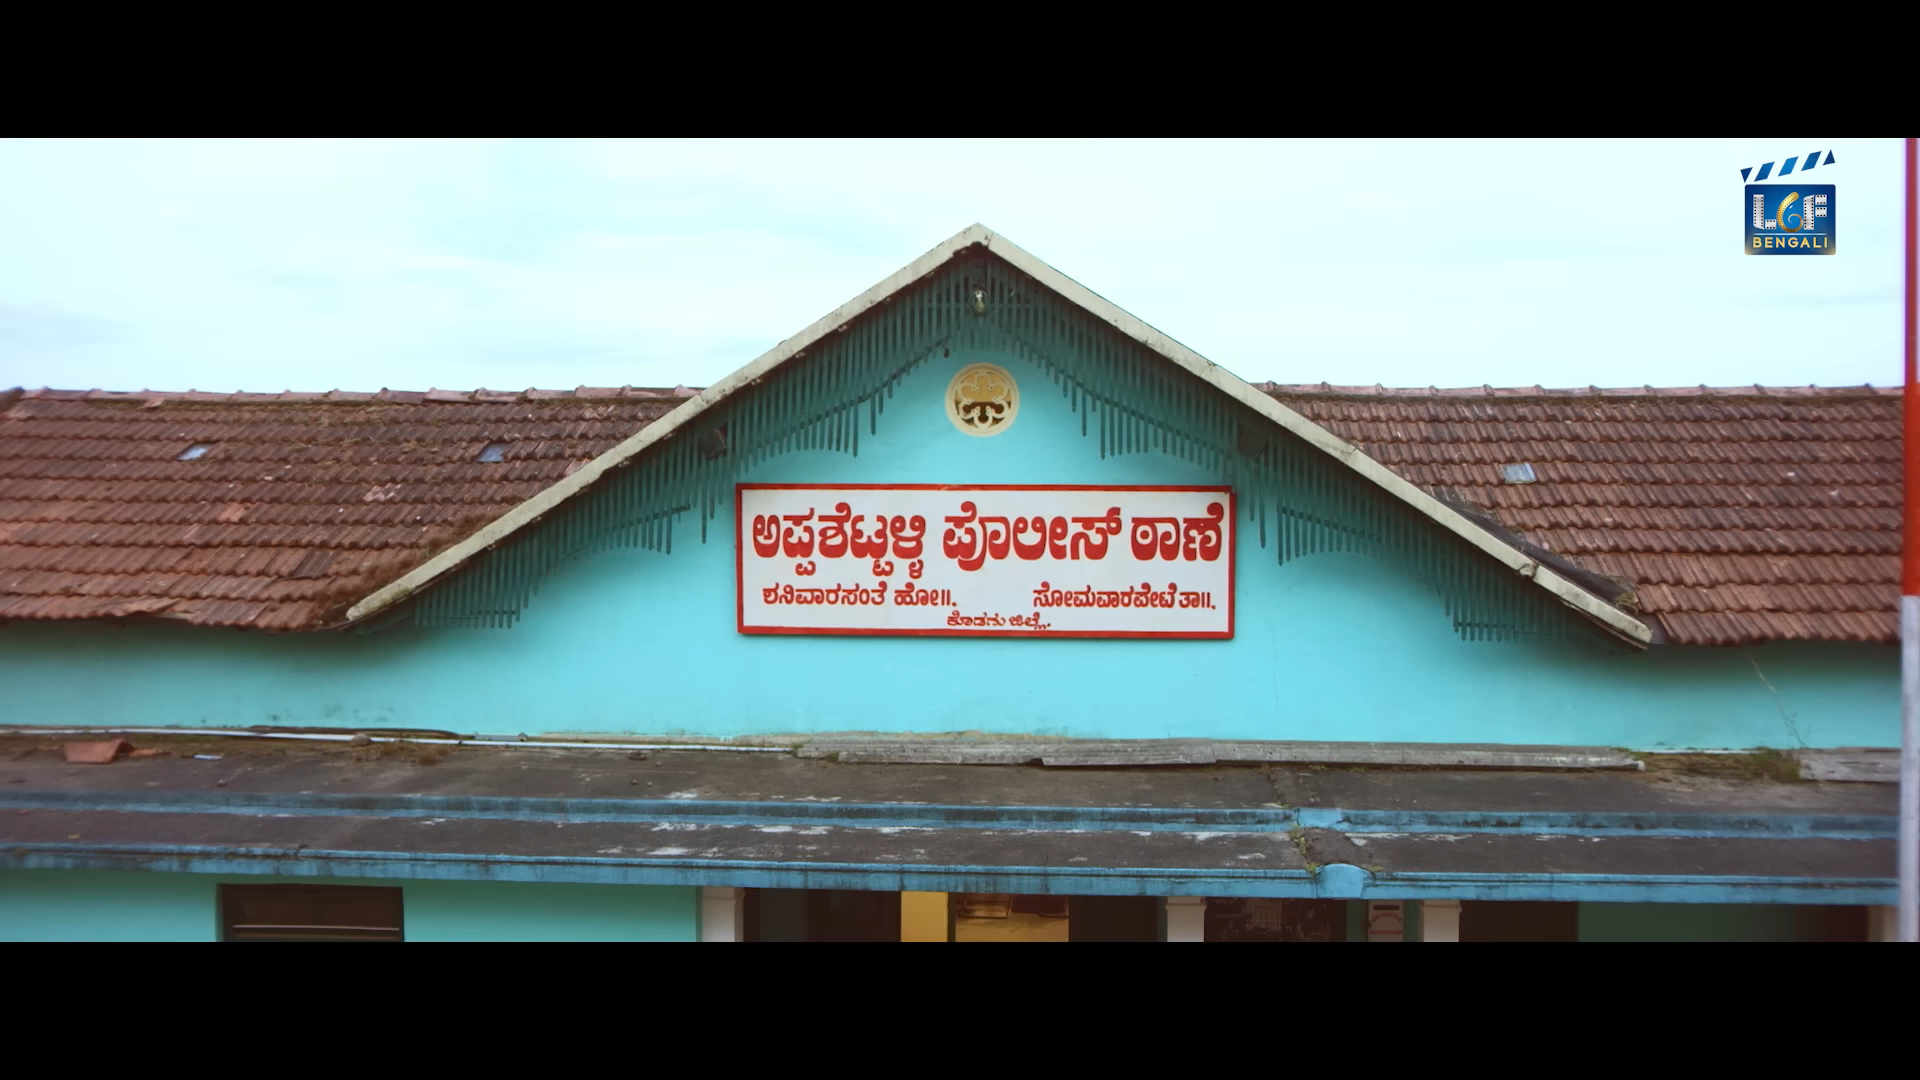 LGF
BENGALI
ಅಪ್ಪಶೆಟ್ಟಳ್ಳಿ ಪೊಲೀಸ್ ಠಾಣೆ
ಶನಿವಾರಸಂತೆ ಹೋ॥. ಸೋಮವಾರಪೇಟೆ ತಾ॥.
ಕೊಡಗು ಜಿಲ್ಲೆ.